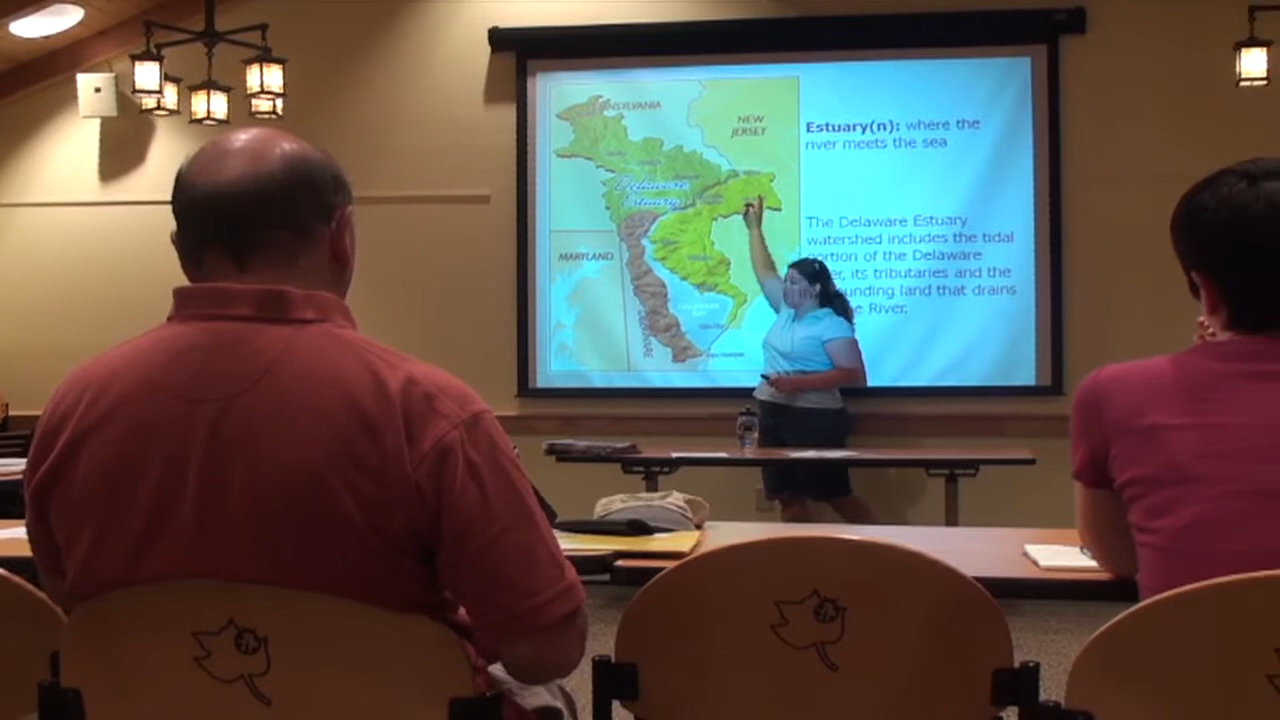 NEW
JERSEY
Delaware
Estuary
MARYLAND
Estuary(n): where the
river meets the sea
The Delaware Estuary
watershed includes the tidal
portion of the Delaware
its tributaries and the
land that drains
River.